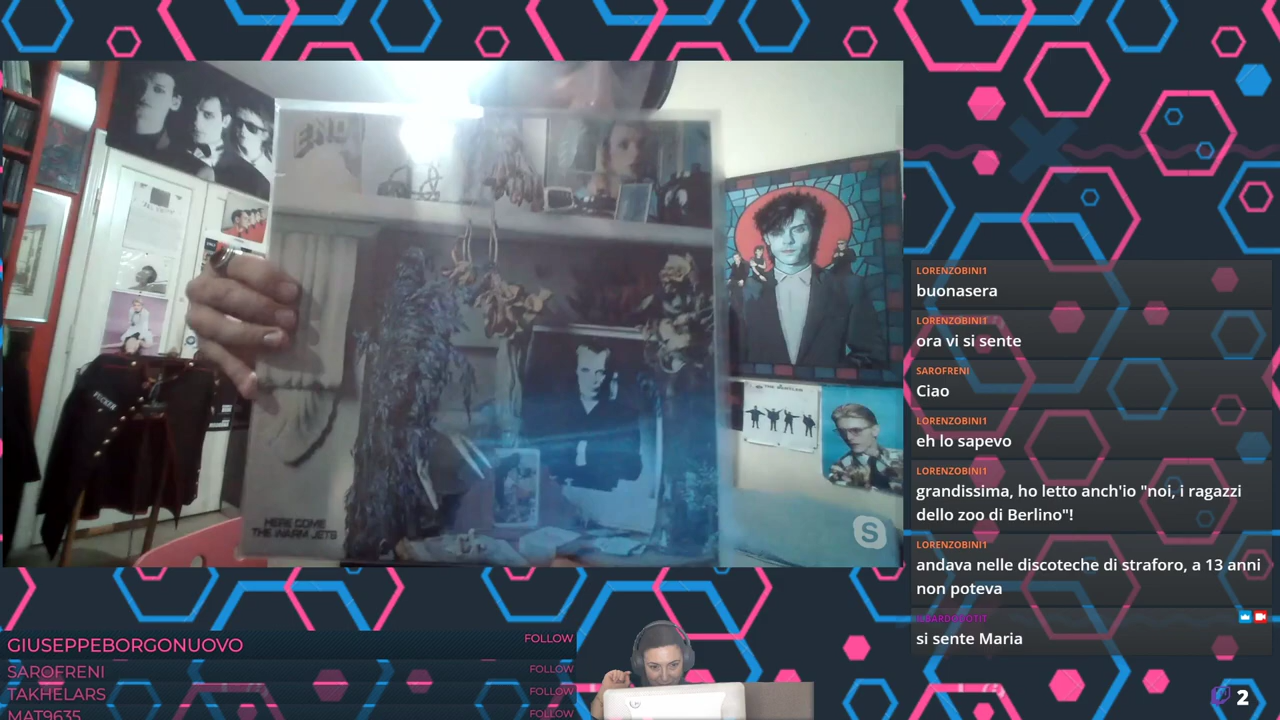 ENO
HERE COME
THE WARM JETS
LORENZOBINI1
buonasera
LORENZOBINI1
ora vi si sente
SAROFRENI
Ciao
LORENZOBINI1
eh lo sapevo
LORENZOBINI1
grandissima, ho letto anch'io "noi, i ragazzi
dello zoo di Berlino"!
LORENZOBINI1
andava nelle discoteche di straforo, a 13 anni
non poteva
si sente Maria
GIUSEPPEBORGONUOVO FOLLOW
SAROFRENI FOLLOW
TAKHELARS FOLLOW
MAT9635 FOLLOW
2